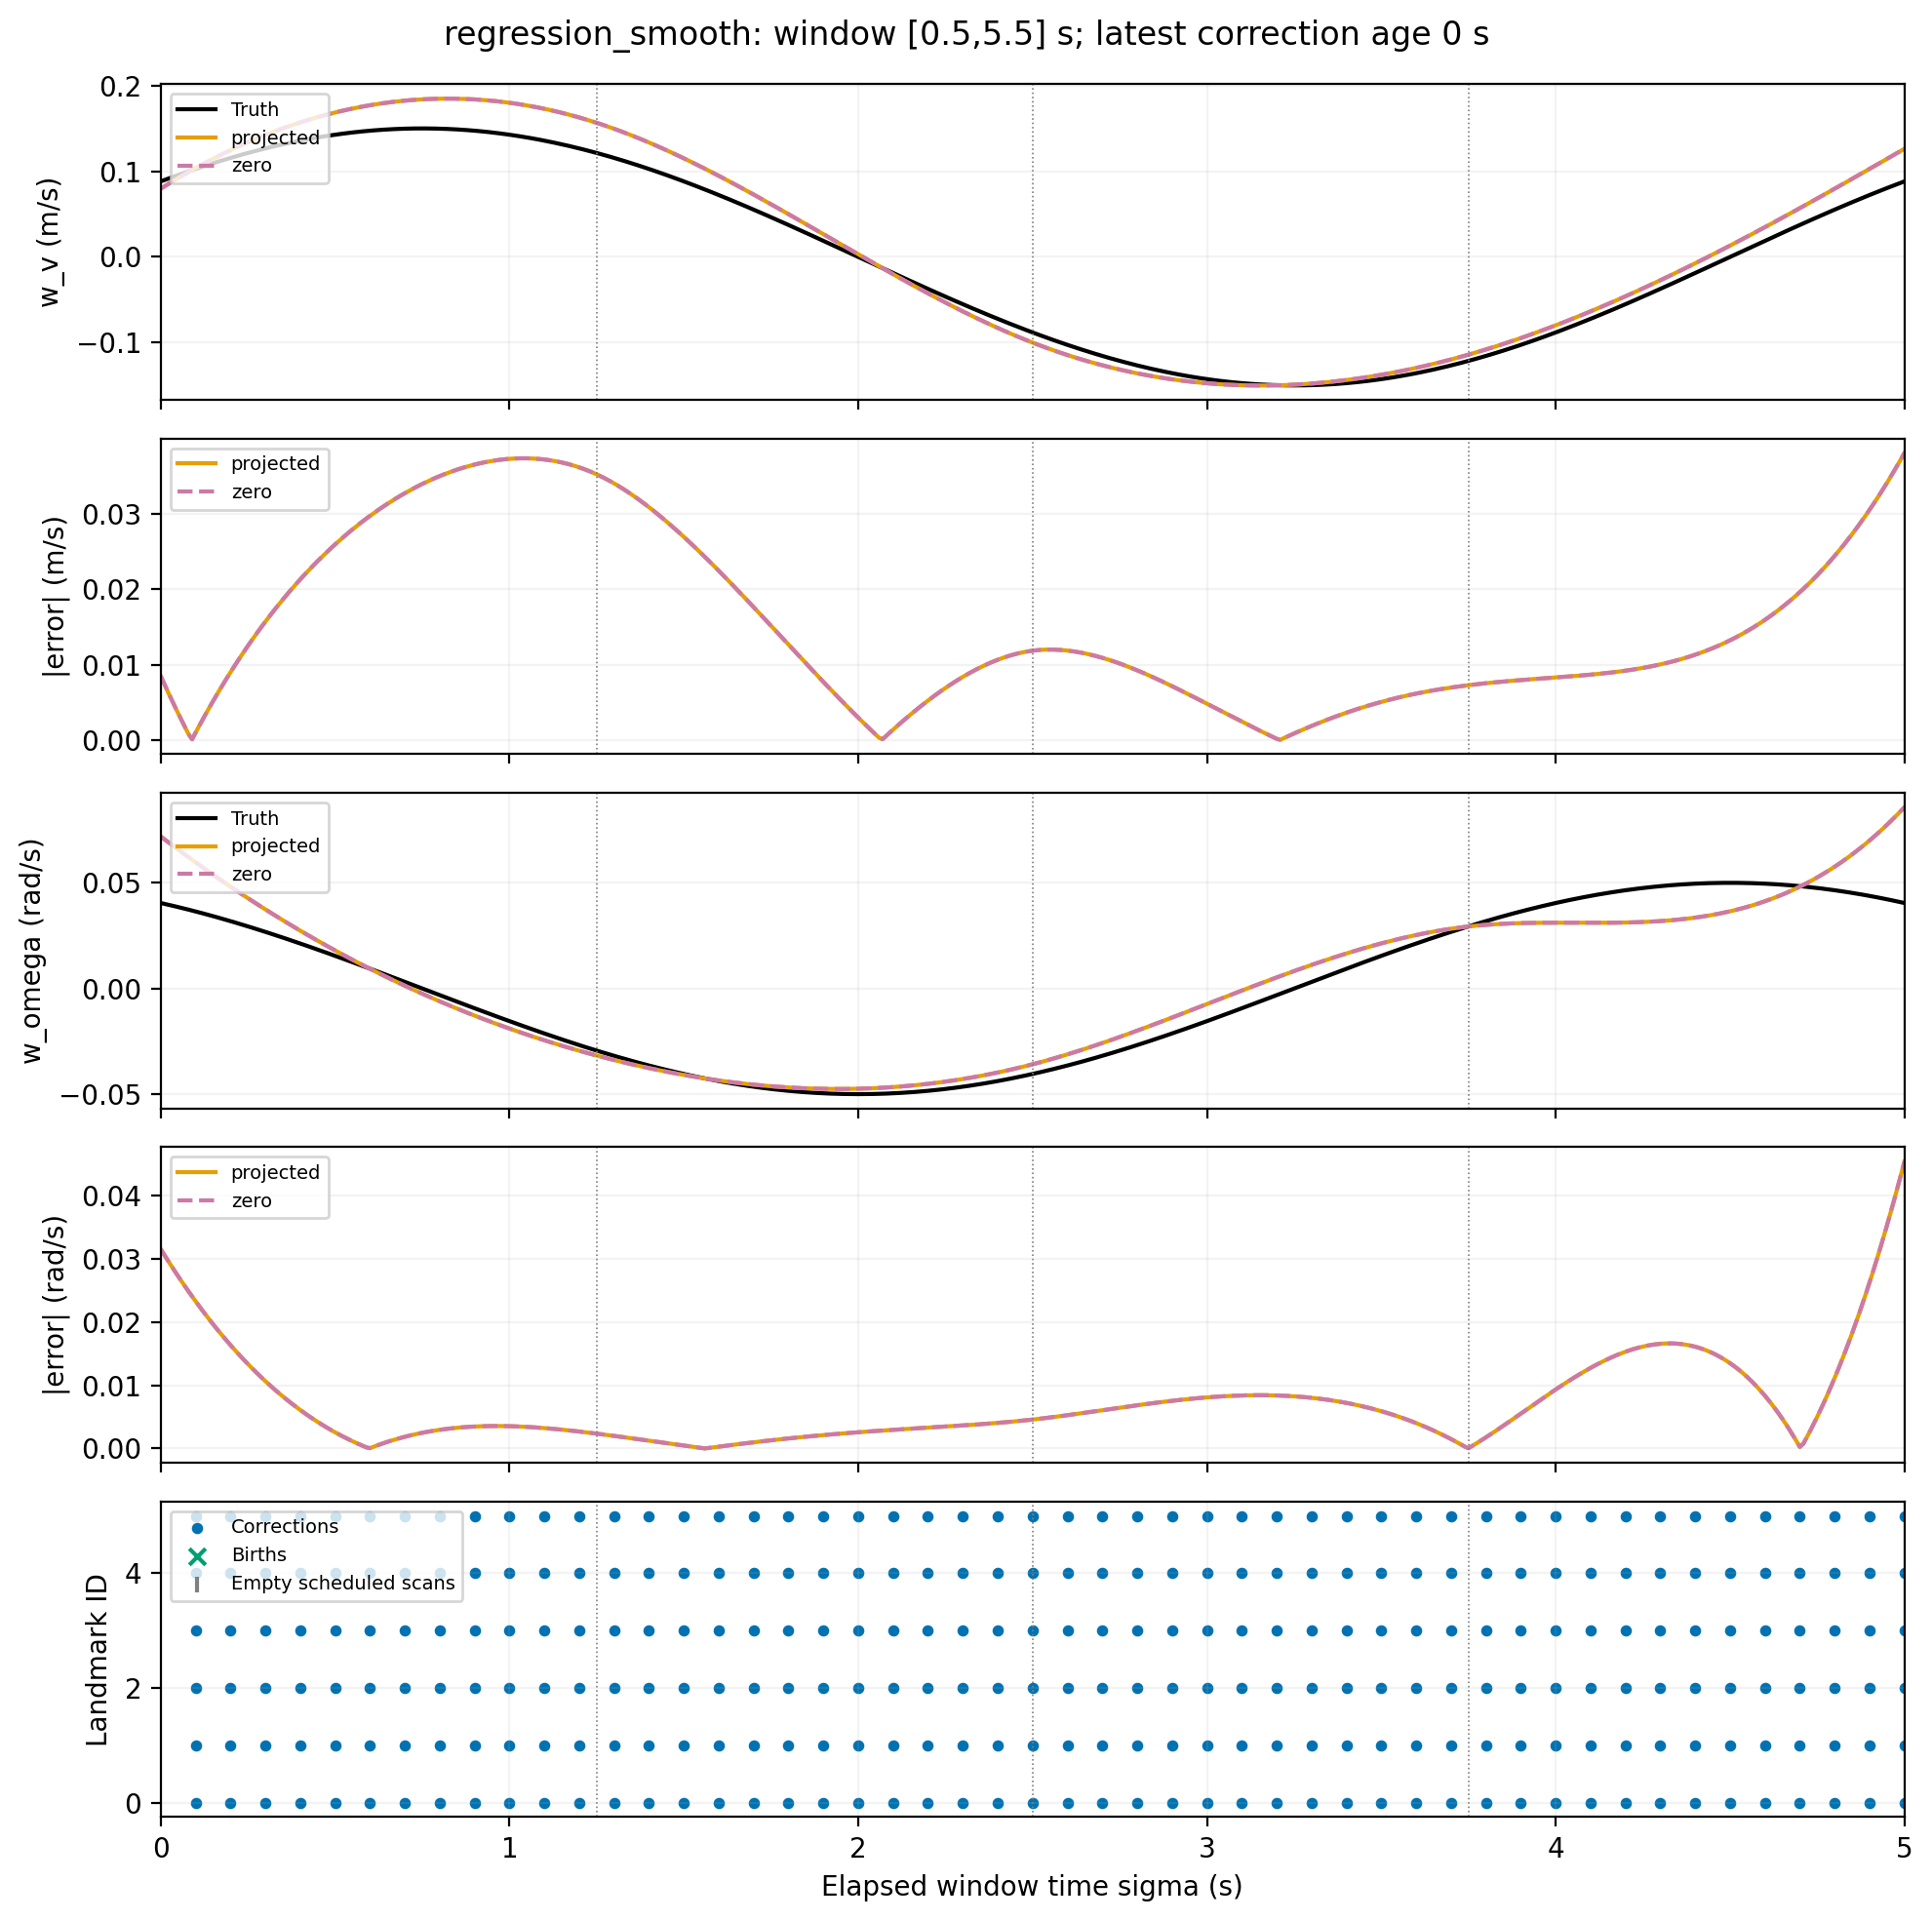 regression_smooth: window [0.5,5.5] s; latest correction age 0 s
w_v (m/s)
0.2
0.1
0.0
−0.1
Truth
projected
zero
|error| (m/s)
0.03
0.02
0.01
0.00
projected
zero
w_omega (rad/s)
0.05
0.00
−0.05
Truth
projected
zero
|error| (rad/s)
0.04
0.03
0.02
0.01
0.00
projected
zero
Landmark ID
4
2
0
Corrections
Births
Empty scheduled scans
0 1 2 3 4 5
Elapsed window time sigma (s)